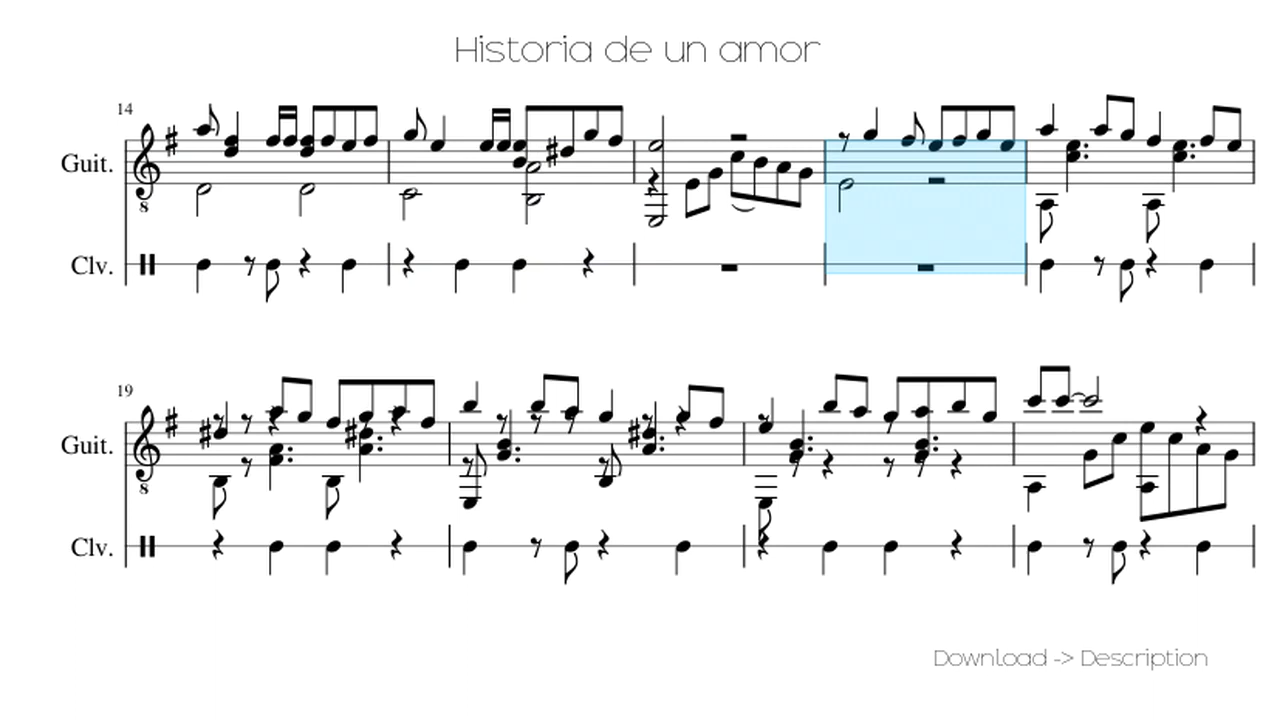 Historia de un amor
14
Guit.
8
Clv.
19
Guit.
8
Clv.
Download -> Description